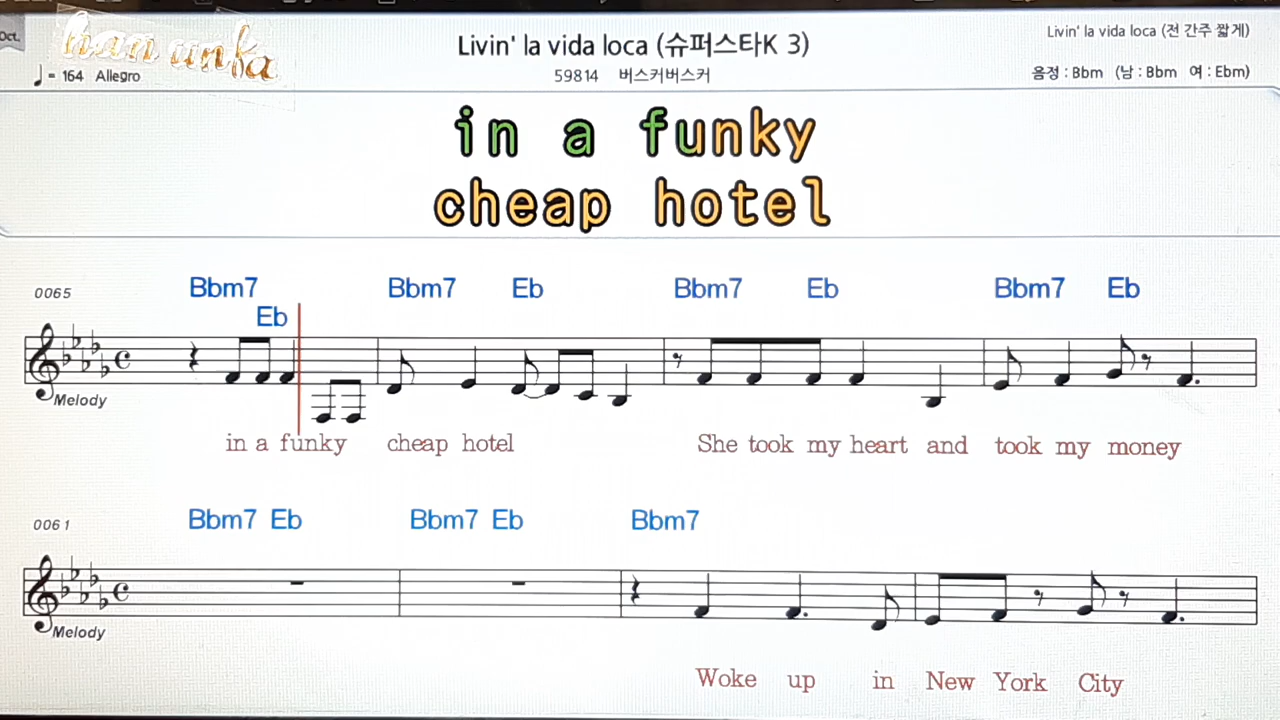 Oct.
han unfa
Livin' la vida loca (슈퍼스타K 3)
Livin' la vida loca (전 간주 짧게)
♩ = 164 Allegro
59814 버스커버스커
음정 : Bbm (남 : Bbm 여 : Ebm)
in a funky
cheap hotel
0065
Bbm7 Eb Bbm7 Eb Bbm7 Eb Bbm7 Eb
Melody
in a funky cheap hotel She took my heart and took my money
0061
Bbm7 Eb Bbm7 Eb Bbm7
Melody
Woke up in New York City